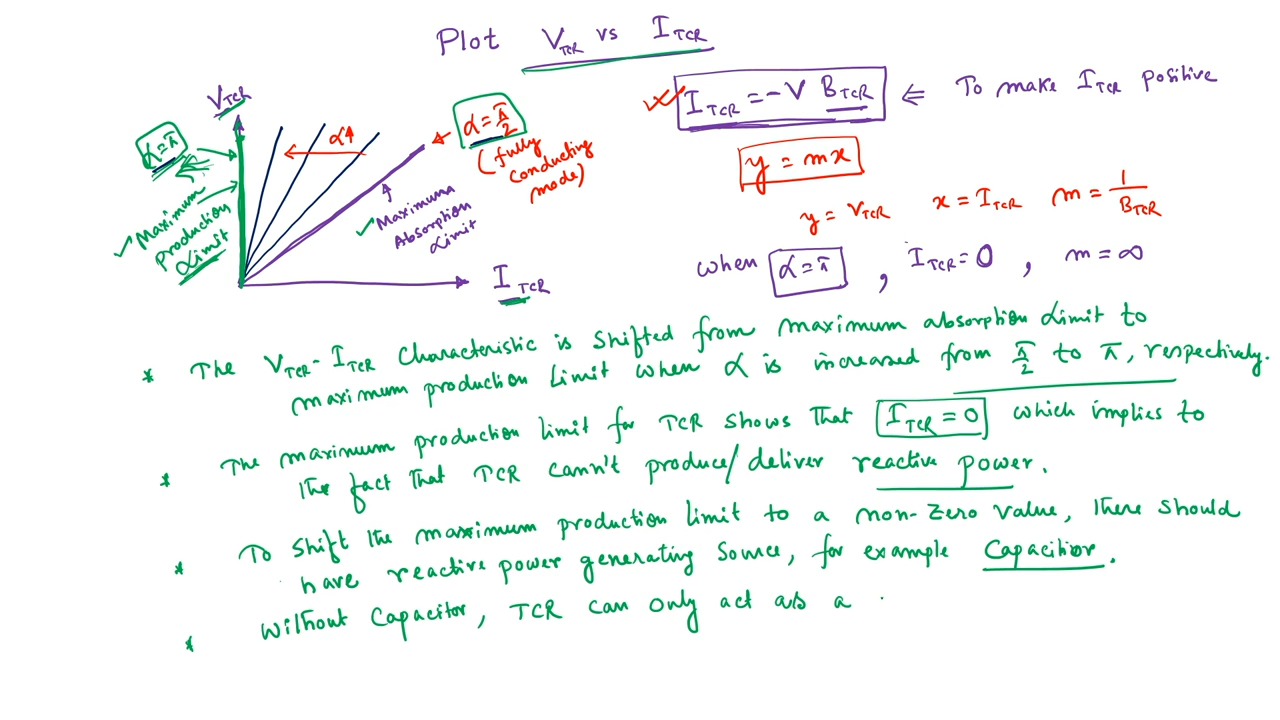 Plot V_TCR vs I_TCR
V_TCR
α = π
Maximum
Production
Limit
α↑
α = π/2
(fully
conducting
mode)
Maximum
Absorption
Limit
I_TCR
I_TCR = -V B_TCR ⇐ To make I_TCR positive
y = mx
y = V_TCR x = I_TCR m = 1/B_TCR
when α = π , I_TCR = 0 , m = ∞
* The V_TCR - I_TCR characteristic is shifted from maximum absorption limit to
maximum production limit when α is increased from π/2 to π, respectively.
* The maximum production limit for TCR shows that I_TCR = 0 which implies to
the fact that TCR cann't produce/deliver reactive power.
* To shift the maximum production limit to a non-zero value, there should
have reactive power generating source, for example Capacitior.
* without capacitor, TCR can only act as a